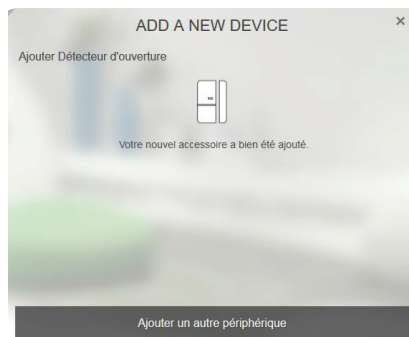 ADD A NEW DEVICE
×
Ajouter Détecteur d'ouverture
Votre nouvel accessoire a bien été ajouté.
Ajouter un autre périphérique